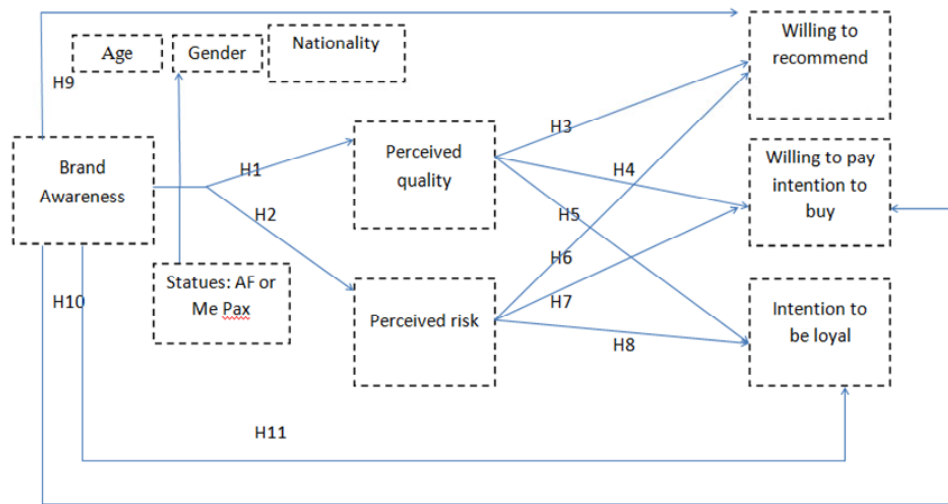 Age
Gender
Nationality
Willing to
recommend
H9
Brand
Awareness
H1
H2
Perceived
quality
H3
H4
H5
Willing to pay
intention to
buy
H10
Statues: AF or
Me Pax
Perceived risk
H6
H7
H8
Intention to
be loyal
H11